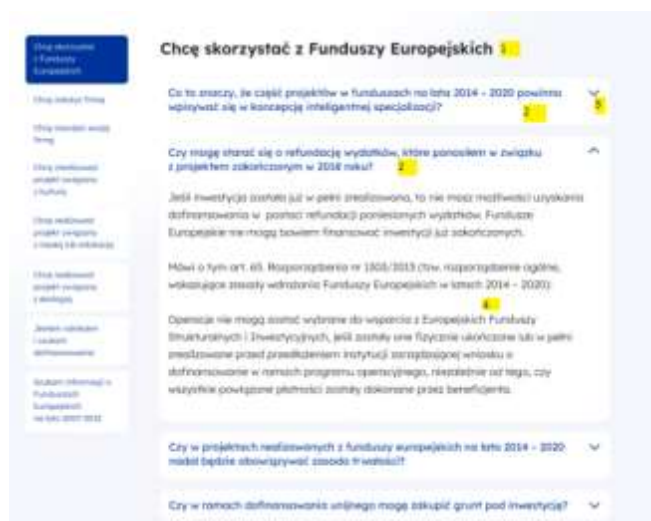 Chcę skorzystać
z Funduszy
Europejskich
Chcę założyć firmę
Chcę rozwijać swoją
firmę
Chcę zrealizować
projekt związany
z kulturą
Chcę realizować
projekt związany
z nauką lub edukacją
Chcę realizować
projekt związany
z ekologią
Jestem rolnikiem
i szukam
dofinansowania
Szukam informacji o
Funduszach
Europejskich
na lata 2007-2013
Chcę skorzystać z Funduszy Europejskich 1
Co to znaczy, że część projektów w funduszach na lata 2014 - 2020 powinna
wpisywać się w koncepcję inteligentnej specjalizacji? 2
Czy mogę starać się o refundację wydatków, które poniosłem w związku
z projektem zakończonym w 2018 roku? 2
Jeśli inwestycja została już w pełni zrealizowana, to nie masz możliwości uzyskania
dofinansowania w postaci refundacji poniesionych wydatków. Fundusze
Europejskie nie mogą bowiem finansować inwestycji już zakończonych.
Mówi o tym art. 65. Rozporządzenia nr 1303/2013 (tzw. rozporządzenie ogólne,
wskazujące zasady wdrażania Funduszy Europejskich w latach 2014 - 2020):
4
Operacje nie mogą zostać wybrane do wsparcia z Europejskich Funduszy
Strukturalnych i Inwestycyjnych, jeśli zostały one fizycznie ukończone lub w pełni
zrealizowane przed przedłożeniem instytucji zarządzającej wniosku o
dofinansowanie w ramach programu operacyjnego, niezależnie od tego, czy
wszystkie powiązane płatności zostały dokonane przez beneficjenta.
Czy w projektach realizowanych z funduszy europejskich na lata 2014 - 2020
nadal będzie obowiązywać zasada trwałości?
Czy w ramach dofinansowania unijnego mogę zakupić grunt pod inwestycję?